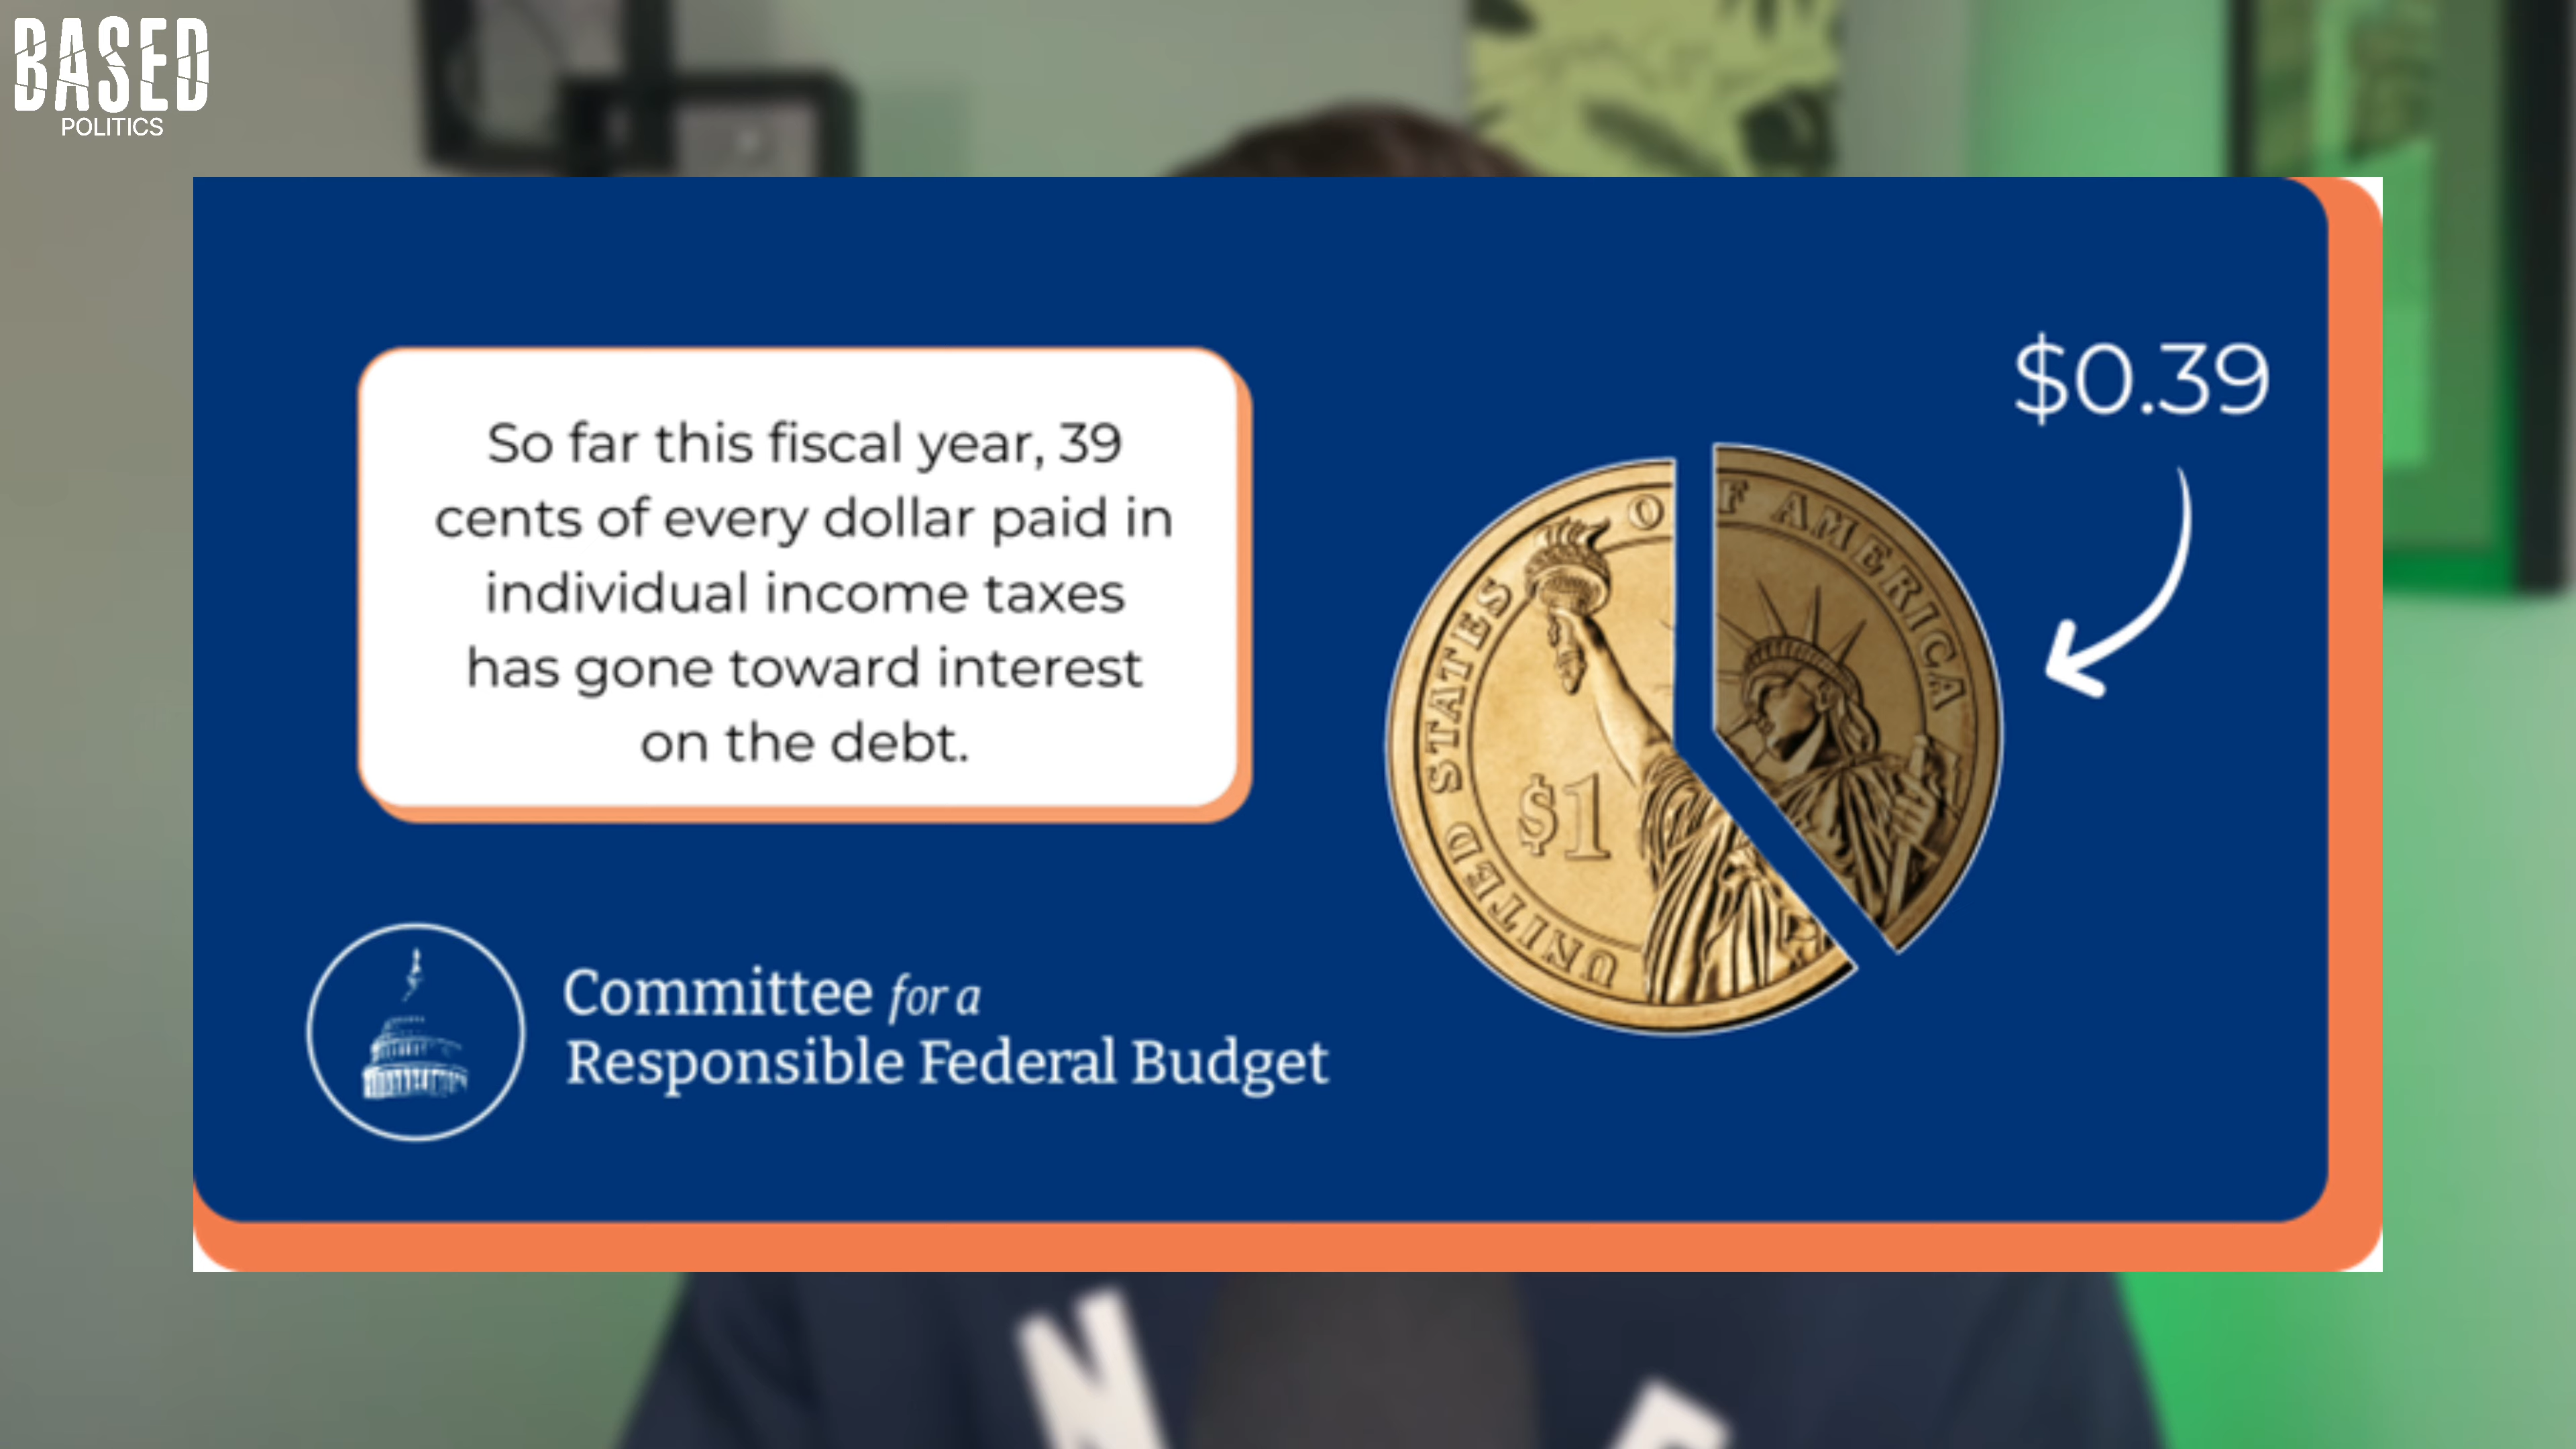 BASED
POLITICS
$0.39
So far this fiscal year, 39
cents of every dollar paid in
individual income taxes
has gone toward interest
on the debt.
UNITED STATES OF AMERICA
$1
Committee for a
Responsible Federal Budget